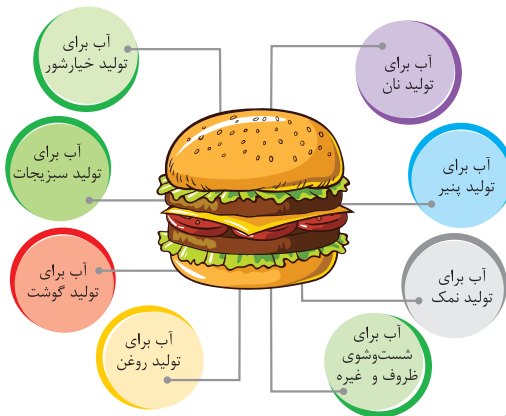 آب برای
تولید نان
آب برای
تولید پنیر
آب برای
تولید نمک
آب برای
شست‌وشوی
ظروف و غیره
آب برای
تولید خیارشور
آب برای
تولید سبزیجات
آب برای
تولید گوشت
آب برای
تولید روغن